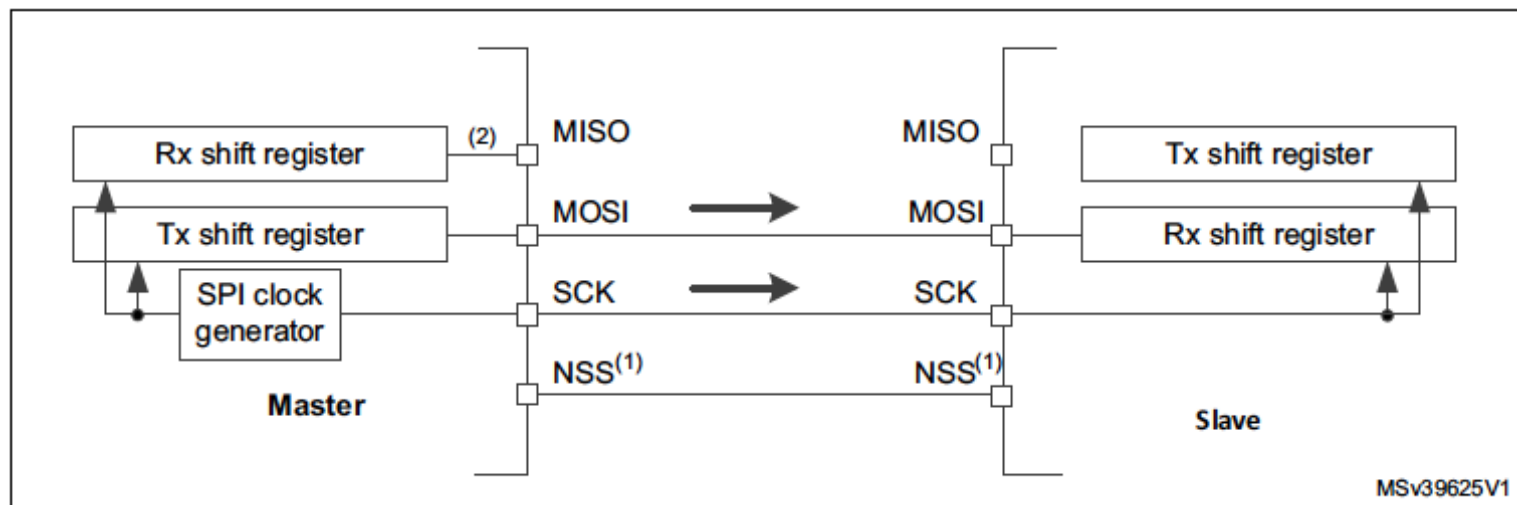 Rx shift register
(2)
MISO
MISO
Tx shift register
Tx shift register
MOSI
MOSI
Rx shift register
SPI clock
generator
SCK
SCK
NSS(1)
NSS(1)
Master
Slave
MSv39625V1